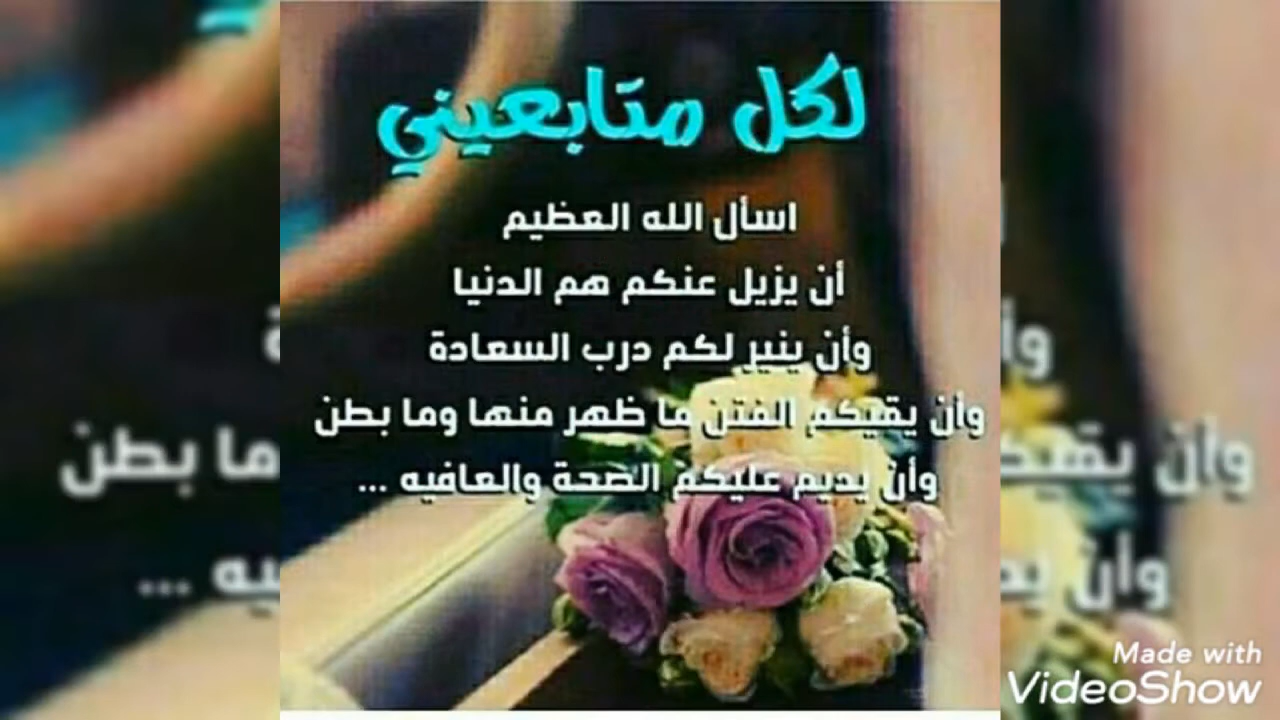 لكل متابعيني
اسأل الله العظيم
أن يزيل عنكم هم الدنيا
وأن ينير لكم درب السعادة
وأن يقيكم الفتن ما ظهر منها وما بطن
وأن يديم عليكم الصحة والعافيه ...
Made with
VideoShow